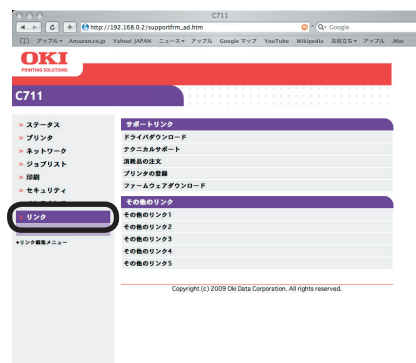 C711
http://192.168.0.2/supportfrm_ad.htm
Google
アップル Amazon.co.jp Yahoo! JAPAN ニュース アップル Google マップ YouTube Wikipedia お役立ち アップル .Mac
OKI
PRINTING SOLUTIONS
C711
» ステータス
» プリンタ
» ネットワーク
» ジョブリスト
» 印刷
» セキュリティ
» リンク
•リンク編集メニュー
サポートリンク
ドライバダウンロード
テクニカルサポート
消耗品の注文
プリンタの登録
ファームウェアダウンロード
その他のリンク
その他のリンク1
その他のリンク2
その他のリンク3
その他のリンク4
その他のリンク5
Copyright (c) 2009 Oki Data Corporation. All rights reserved.